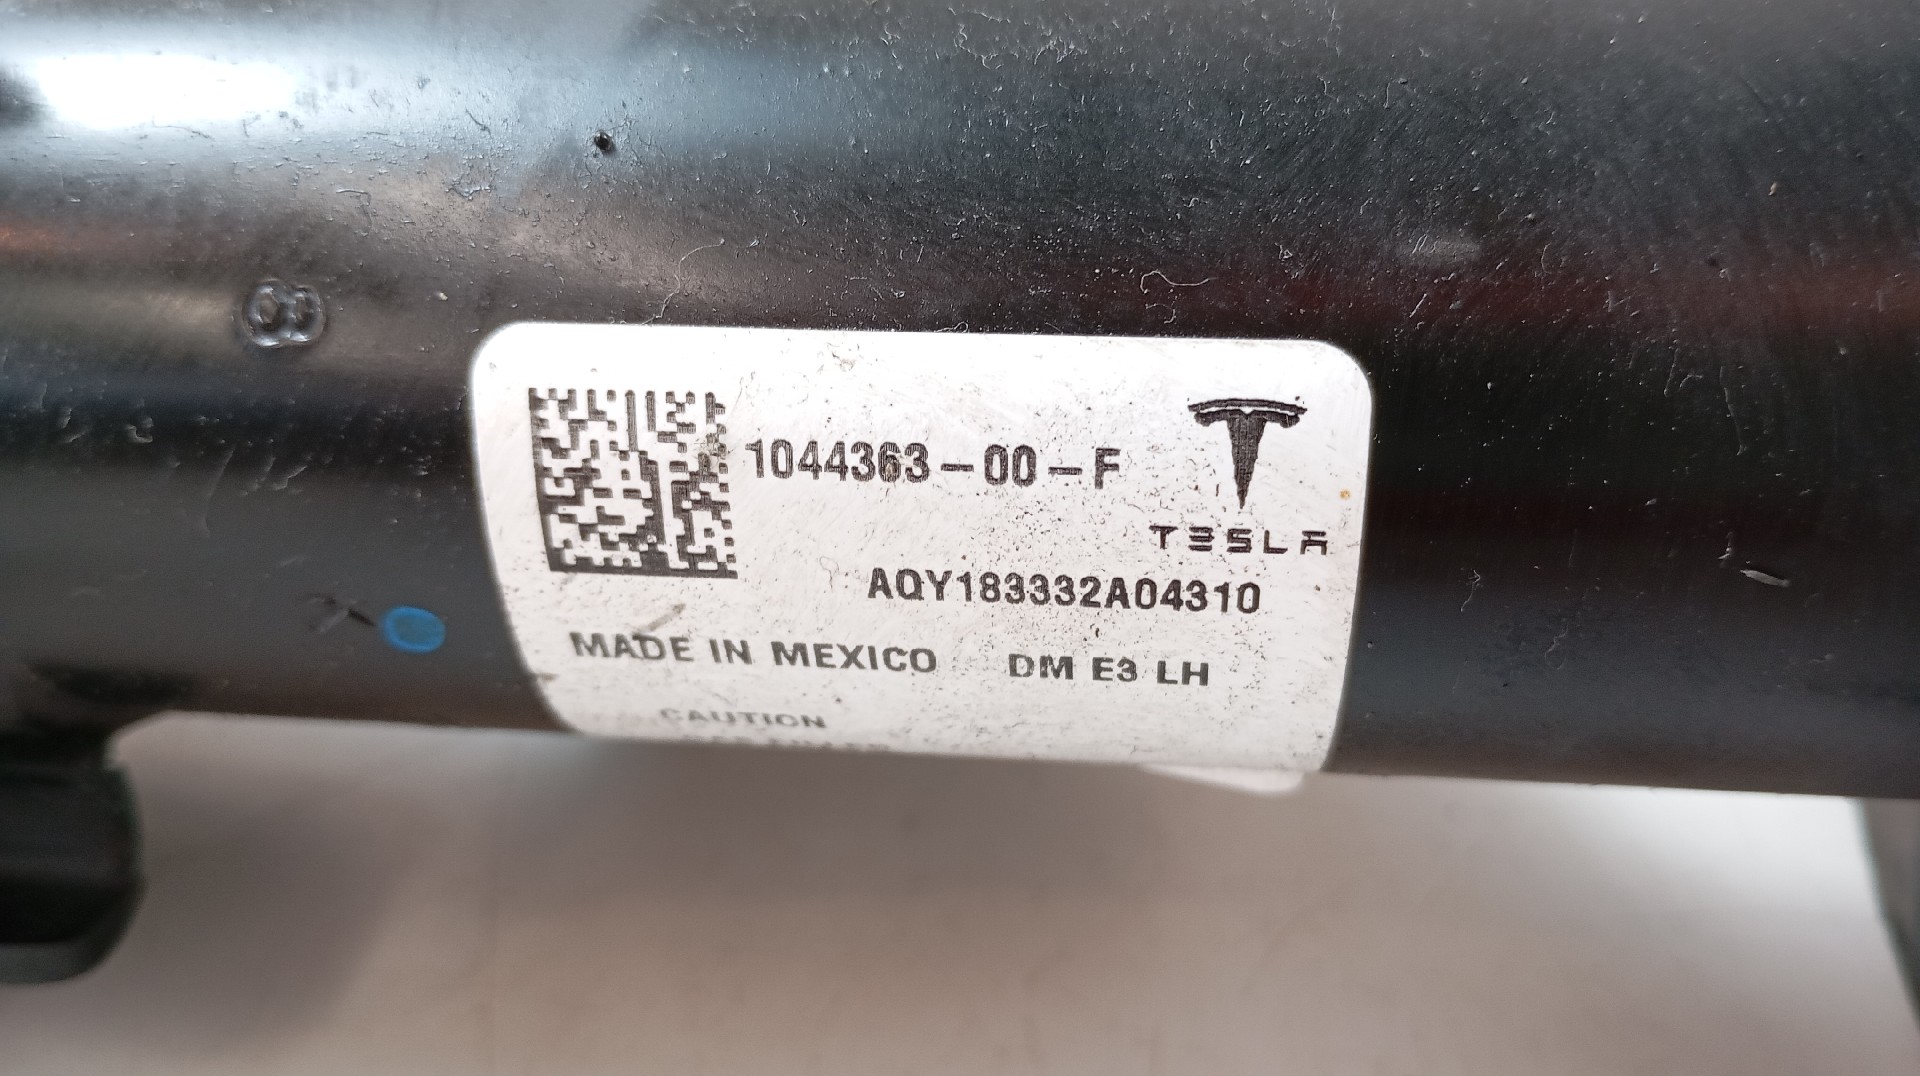 1044363-00-F
TESLA
AQY183332A04310
MADE IN MEXICO DM E3 LH
CAUTION